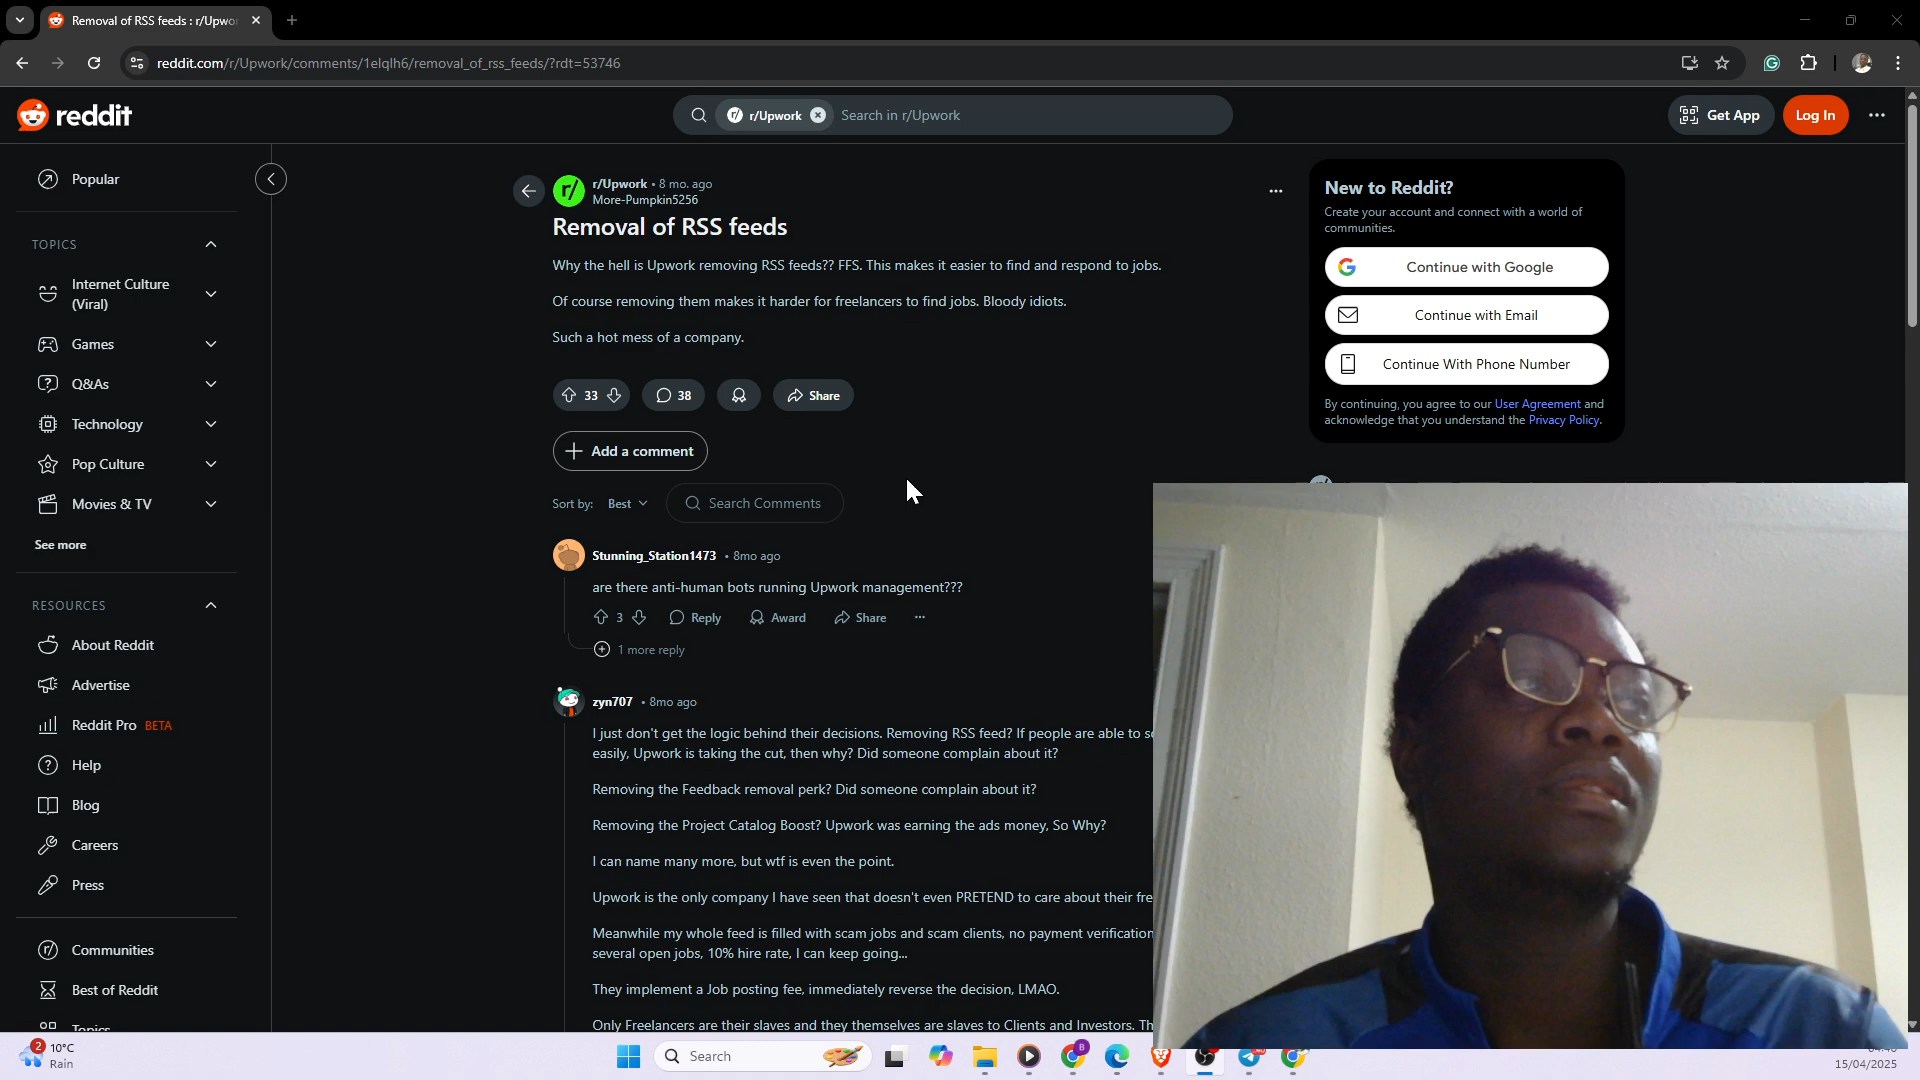 Removal of RSS feeds : r/Upwo
reddit.com/r/Upwork/comments/1elqlh6/removal_of_rss_feeds/?rdt=53746
reddit
r/Upwork
Search in r/Upwork
Get App
Log In
Popular
TOPICS
Internet Culture
(Viral)
Games
Q&As
Technology
Pop Culture
Movies & TV
See more
RESOURCES
About Reddit
Advertise
Reddit Pro BETA
Help
Blog
Careers
Press
Communities
Best of Reddit
Topics
r/Upwork • 8 mo. ago
More-Pumpkin5256
Removal of RSS feeds
Why the hell is Upwork removing RSS feeds?? FFS. This makes it easier to find and respond to jobs.
Of course removing them makes it harder for freelancers to find jobs. Bloody idiots.
Such a hot mess of a company.
33
38
Share
Add a comment
Sort by: Best
Search Comments
Stunning_Station1473 • 8mo ago
are there anti-human bots running Upwork management???
3
Reply
Award
Share
1 more reply
zyn707 • 8mo ago
I just don't get the logic behind their decisions. Removing RSS feed? If people are able to
easily, Upwork is taking the cut, then why? Did someone complain about it?
Removing the Feedback removal perk? Did someone complain about it?
Removing the Project Catalog Boost? Upwork was earning the ads money, So Why?
I can name many more, but wtf is even the point.
Upwork is the only company I have seen that doesn't even PRETEND to care about their fre
Meanwhile my whole feed is filled with scam jobs and scam clients, no payment verification
several open jobs, 10% hire rate, I can keep going...
They implement a Job posting fee, immediately reverse the decision, LMAO.
Only Freelancers are their slaves and they themselves are slaves to Clients and Investors. Th
New to Reddit?
Create your account and connect with a world of
communities.
Continue with Google
Continue with Email
Continue With Phone Number
By continuing, you agree to our User Agreement and
acknowledge that you understand the Privacy Policy.
2
10°C
Rain
Search
B
15/04/2025